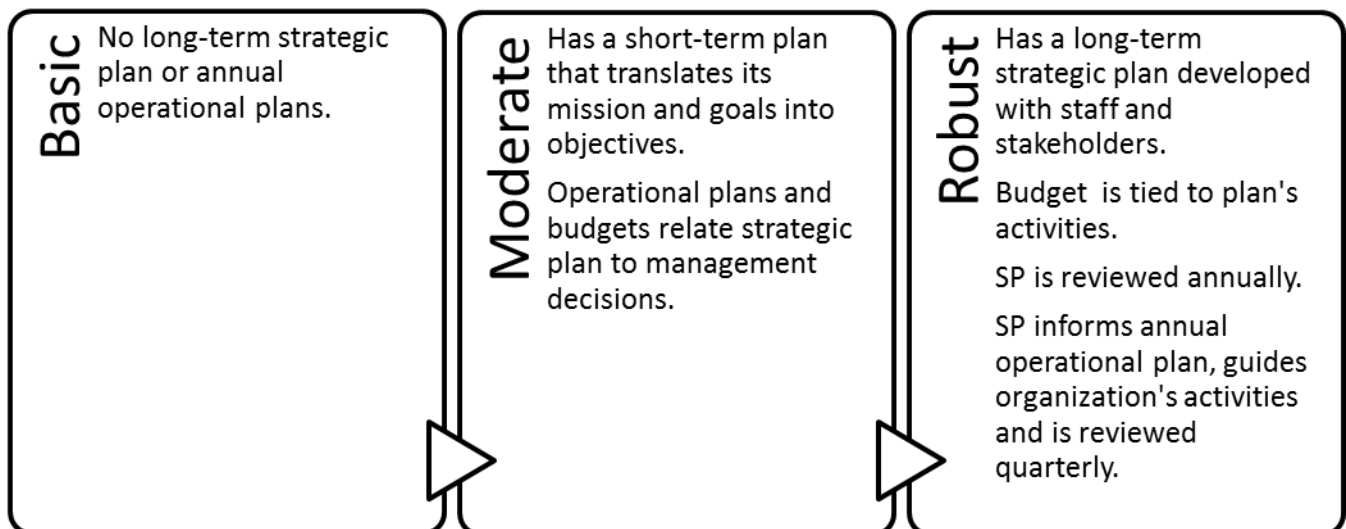 Basic
No long-term strategic
plan or annual
operational plans.
Moderate
Has a short-term plan
that translates its
mission and goals into
objectives.
Operational plans and
budgets relate strategic
plan to management
decisions.
Robust
Has a long-term
strategic plan developed
with staff and
stakeholders.
Budget is tied to plan's
activities.
SP is reviewed annually.
SP informs annual
operational plan, guides
organization's activities
and is reviewed
quarterly.